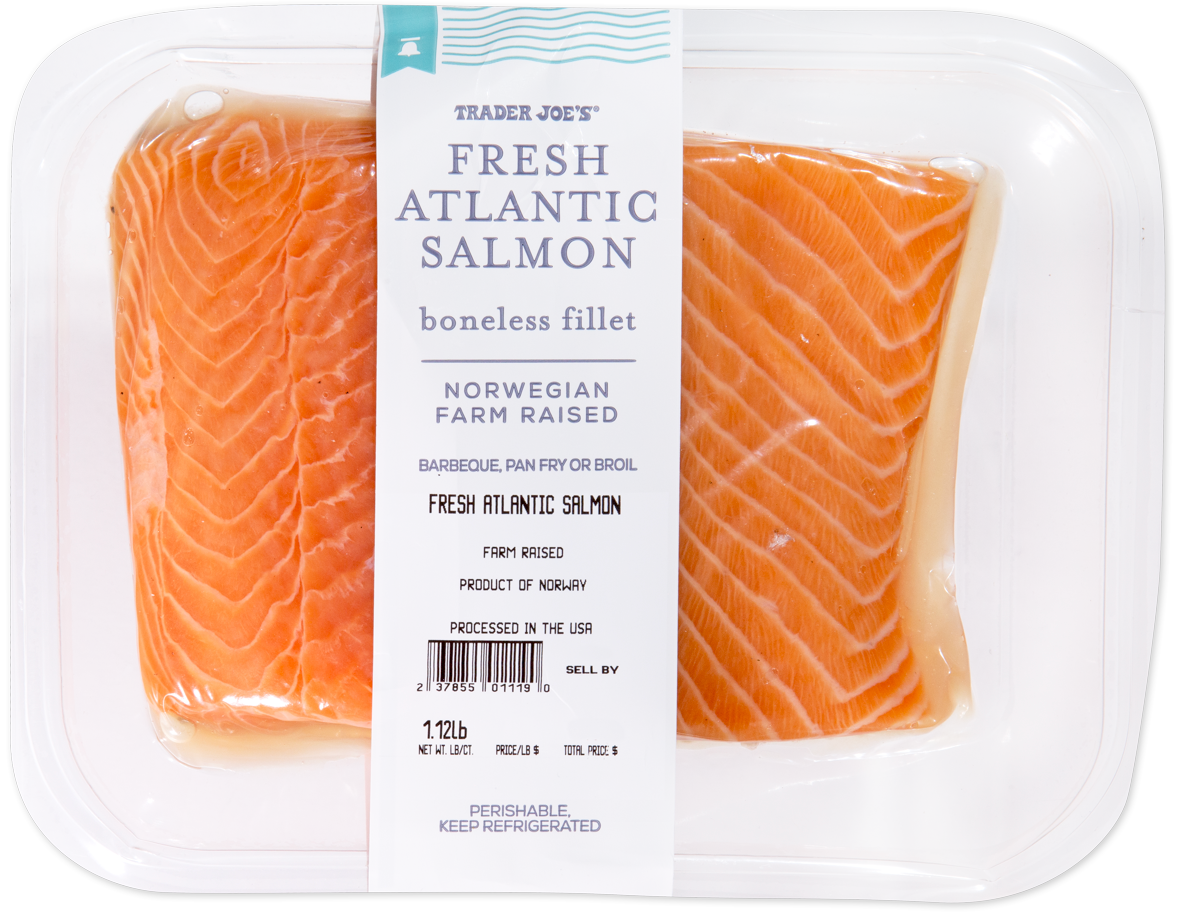 TRADER JOE'S®
FRESH
ATLANTIC
SALMON
boneless fillet
NORWEGIAN
FARM RAISED
BARBEQUE, PAN FRY OR BROIL
FRESH ATLANTIC SALMON
FARM RAISED
PRODUCT OF NORWAY
PROCESSED IN THE USA
SELL BY
2 37855 01119 0
1.12lb
NET WT. LB/CT. PRICE/LB $ TOTAL PRICE $
PERISHABLE,
KEEP REFRIGERATED